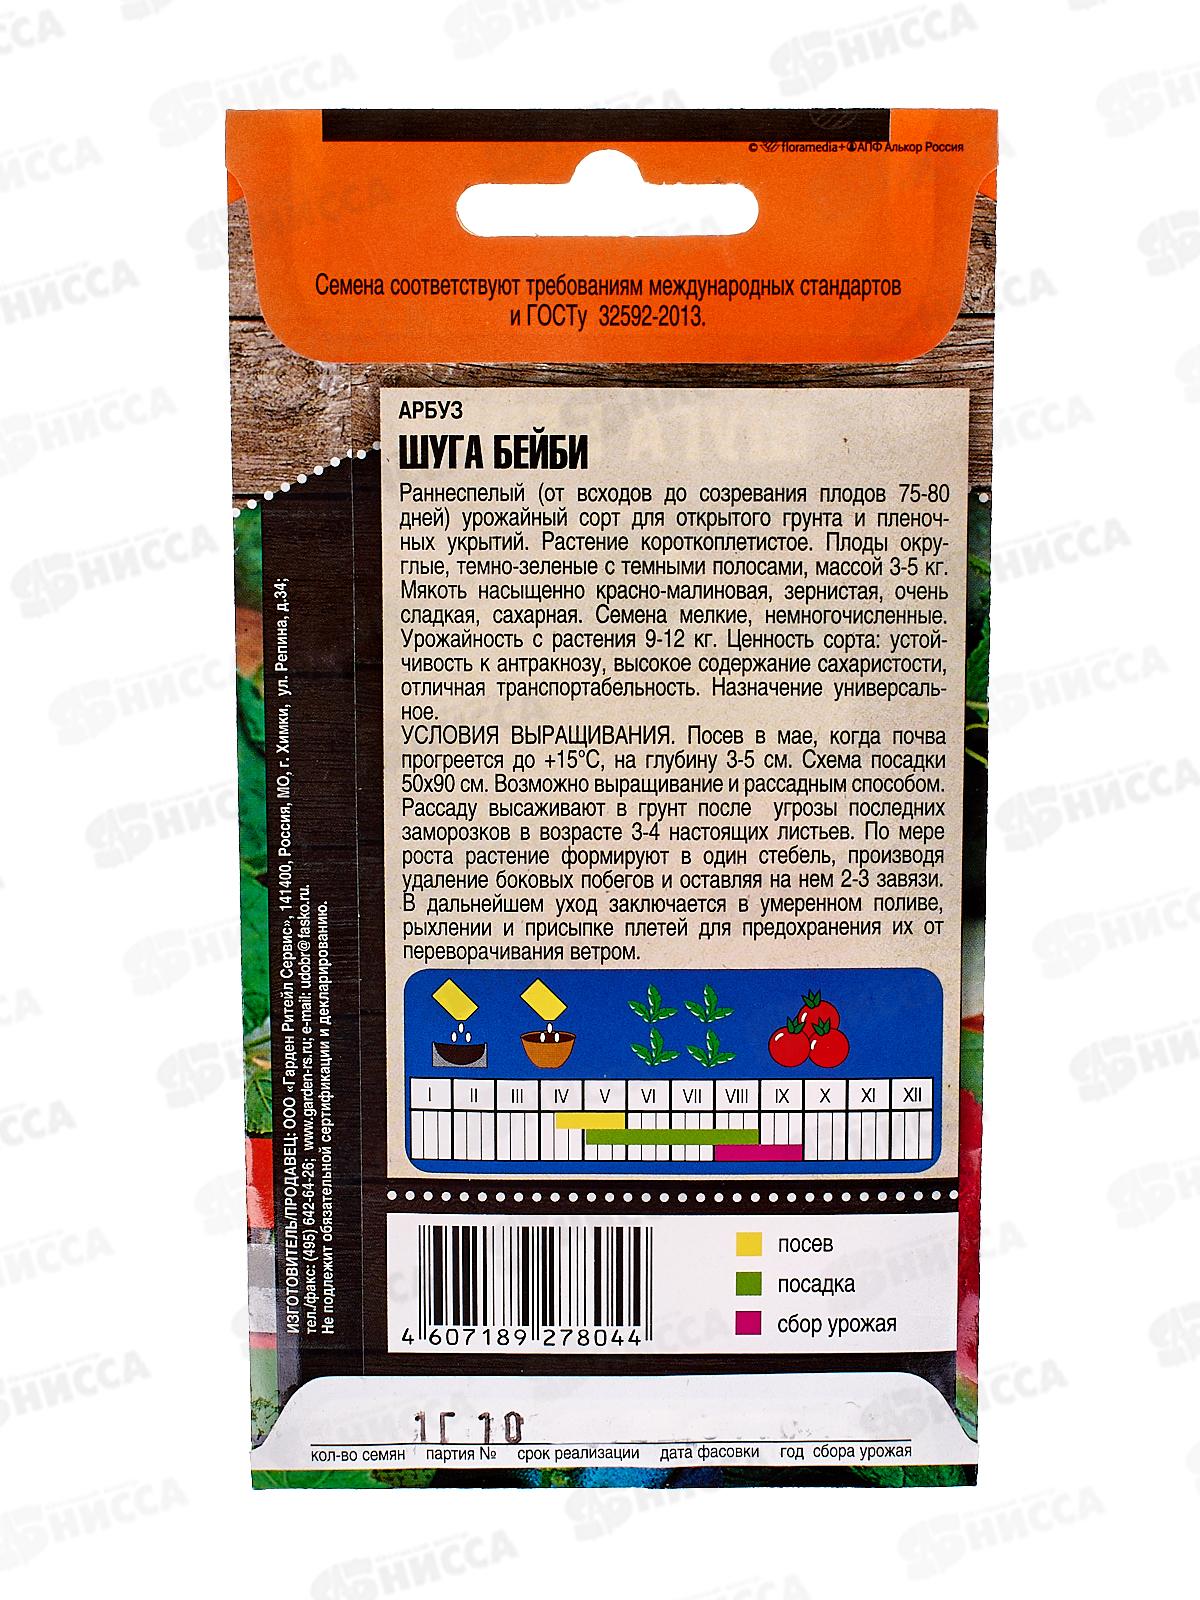 © floramedia+ АПФ Алькор Россия
Семена соответствуют требованиям международных стандартов
и ГОСТу 32592-2013.
АРБУЗ
ШУГА БЕЙБИ
Раннеспелый (от всходов до созревания плодов 75-80
дней) урожайный сорт для открытого грунта и пленоч-
ных укрытий. Растение короткоплетистое. Плоды окру-
глые, темно-зеленые с темными полосами, массой 3-5 кг.
Мякоть насыщенно красно-малиновая, зернистая, очень
сладкая, сахарная. Семена мелкие, немногочисленные.
Урожайность с растения 9-12 кг. Ценность сорта: устой-
чивость к антракнозу, высокое содержание сахаристости,
отличная транспортабельность. Назначение универсаль-
ное.
УСЛОВИЯ ВЫРАЩИВАНИЯ. Посев в мае, когда почва
прогреется до +15°С, на глубину 3-5 см. Схема посадки
50х90 см. Возможно выращивание и рассадным способом.
Рассаду высаживают в грунт после угрозы последних
заморозков в возрасте 3-4 настоящих листьев. По мере
роста растение формируют в один стебель, производя
удаление боковых побегов и оставляя на нем 2-3 завязи.
В дальнейшем уход заключается в умеренном поливе,
рыхлении и присыпке плетей для предохранения их от
переворачивания ветром.
I II III IV V VI VII VIII IX X XI XII
посев
посадка
сбор урожая
4 607189 278044
ИЗГОТОВИТЕЛЬ/ПРОДАВЕЦ: ООО «Гарден Ритейл Сервис», 141400, Россия, МО, г. Химки, ул. Репина, д.34;
тел./факс: (495) 642-64-26; www.garden-rs.ru; e-mail: udobr@fasko.ru.
Не подлежит обязательной сертификации и декларированию.
1Г 10
кол-во семян партия № срок реализации дата фасовки год сбора урожая
БНИССА